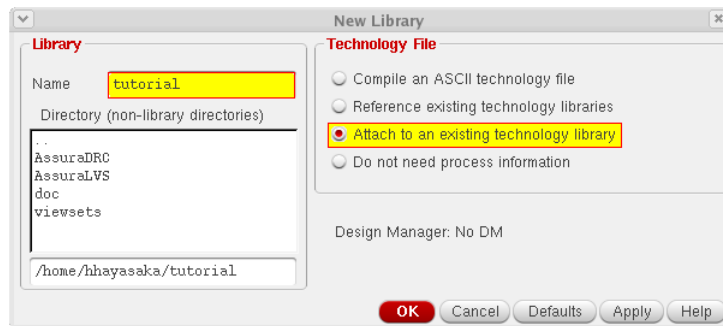 New Library
Library
Name tutorial
Directory (non-library directories)
..
AssuraDRC
AssuraLVS
doc
viewsets
/home/hhayasaka/tutorial
Technology File
Compile an ASCII technology file
Reference existing technology libraries
Attach to an existing technology library
Do not need process information
Design Manager: No DM
OK Cancel Defaults Apply Help